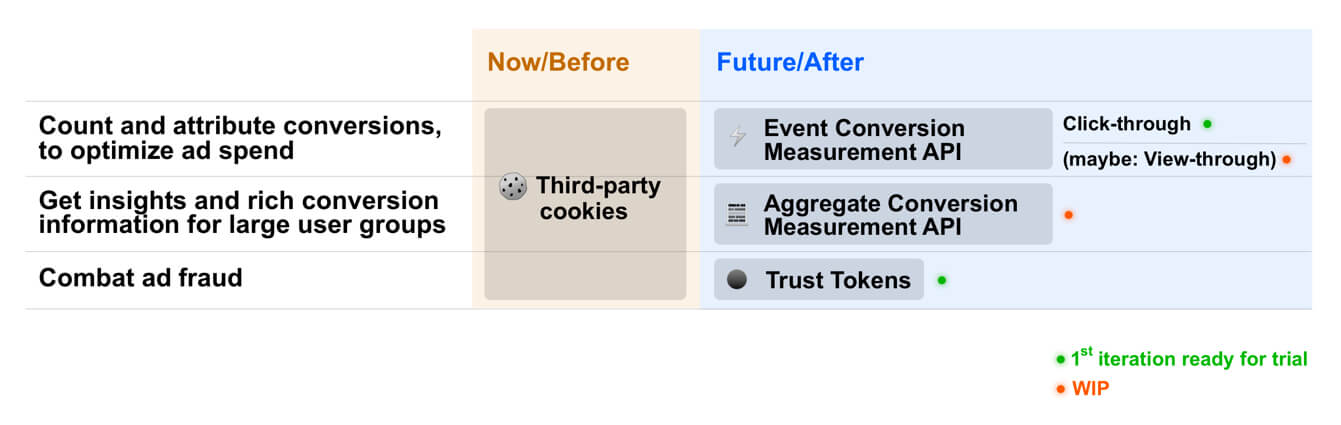 Now/Before
Future/After
Count and attribute conversions,
to optimize ad spend
Event Conversion
Measurement API
Click-through
(maybe: View-through)
Third-party
cookies
Get insights and rich conversion
information for large user groups
Aggregate Conversion
Measurement API
Combat ad fraud
Trust Tokens
1st iteration ready for trial
WIP